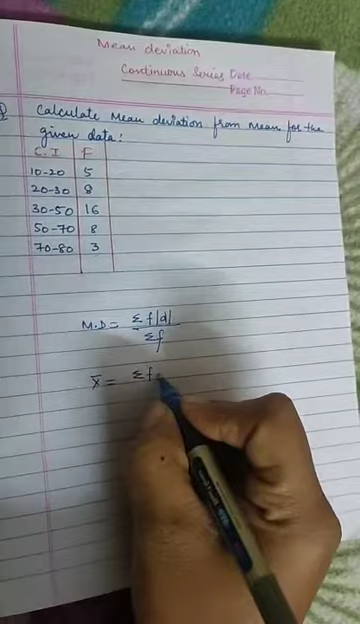 Mean deviation
Continuous Series Date
Page No.
Calculate Mean deviation from Mean for the
given data:
C.I F
10-20 5
20-30 8
30-50 16
50-70 8
70-80 3
M.D = Σf|d|
Σf
X̄ = Σf